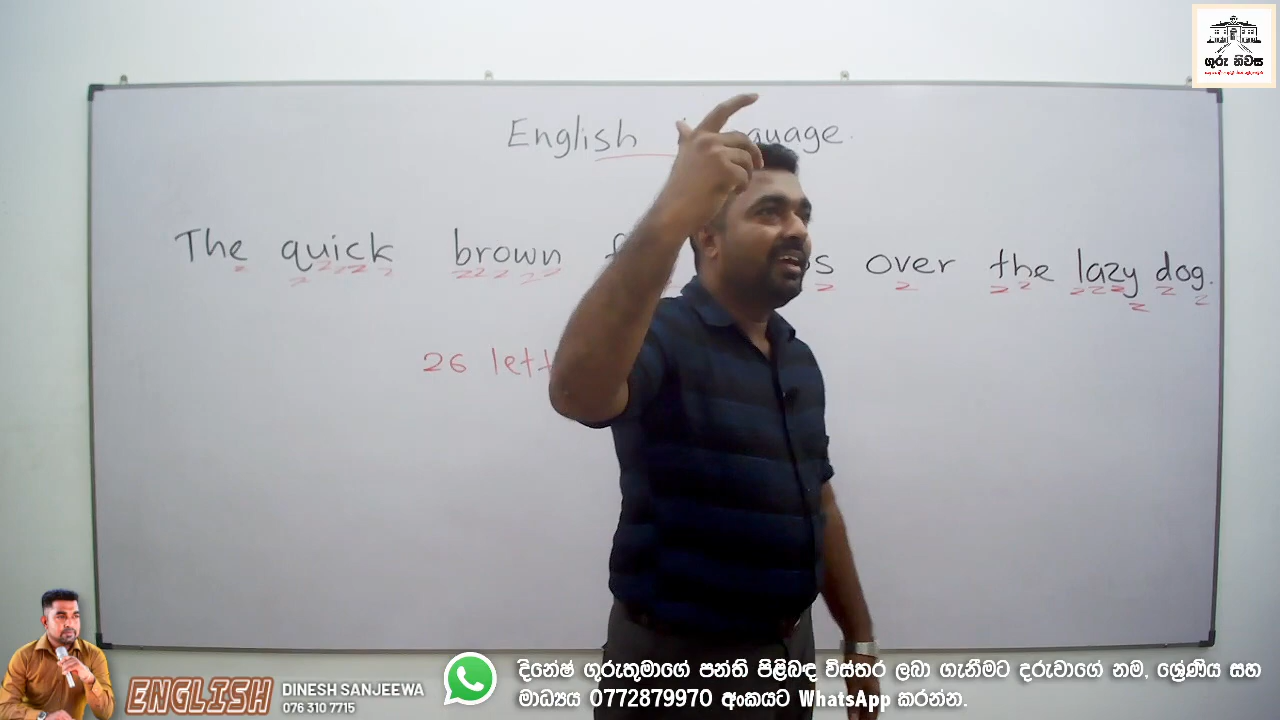 ගුරු නිවස
English
The quick brown over the lazy dog.
26
ENGLISH
DINESH SANJEEWA
076 310 7715
දිනේෂ් ගුරුතුමාගේ පන්ති පිළිබඳ විස්තර ලබා ගැනීමට දරුවාගේ නම, ශ්‍රේණිය සහ
මාධ්‍යය 0772879970 අංකයට WhatsApp කරන්න.